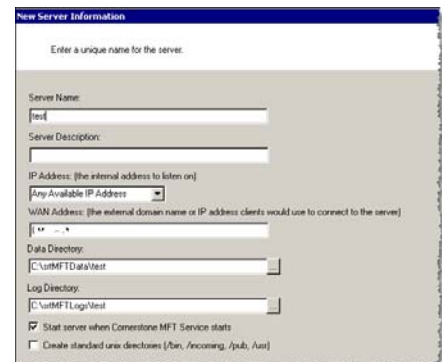 New Server Information
Enter a unique name for the server.
Server Name:
test
Server Description:
IP Address: (the internal address to listen on)
Any Available IP Address
WAN Address: (the external domain name or IP address clients would use to connect to the server)
Data Directory:
C:\srtMFTData\test
...
Log Directory:
C:\srtMFTLogs\test
...
Start server when Cornerstone MFT Service starts
Create standard unix directories (/bin, /incoming, /pub, /usr)